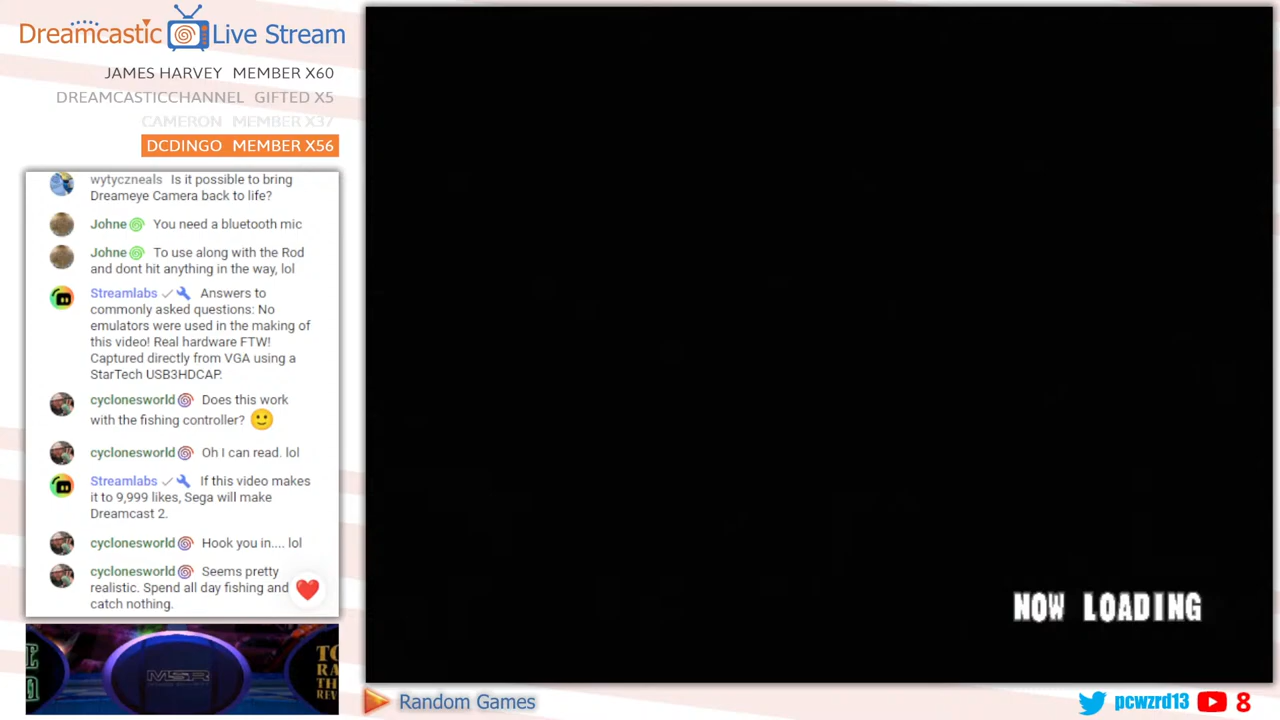 Dreamcastic Live Stream
JAMES HARVEY MEMBER X60
DREAMCASTICCHANNEL GIFTED X5
CAMERON MEMBER X37
DCDINGO MEMBER X56
wytyczneals Is it possible to bring
Dreameye Camera back to life?
Johne You need a bluetooth mic
Johne To use along with the Rod
and dont hit anything in the way, lol
Streamlabs Answers to
commonly asked questions: No
emulators were used in the making of
this video! Real hardware FTW!
Captured directly from VGA using a
StarTech USB3HDCAP.
cyclonesworld Does this work
with the fishing controller?
cyclonesworld Oh I can read. lol
Streamlabs If this video makes
it to 9,999 likes, Sega will make
Dreamcast 2.
cyclonesworld Hook you in.... lol
cyclonesworld Seems pretty
realistic. Spend all day fishing and
catch nothing.
MSR
NOW LOADING
Random Games
pcwzrd13
8